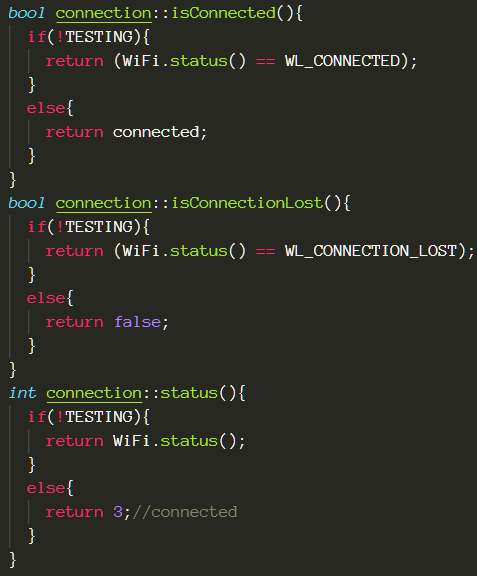 bool connection::isConnected(){
  if(!TESTING){
    return (WiFi.status() == WL_CONNECTED);
  }
  else{
    return connected;
  }
}
bool connection::isConnectionLost(){
  if(!TESTING){
    return (WiFi.status() == WL_CONNECTION_LOST);
  }
  else{
    return false;
  }
}
int connection::status(){
  if(!TESTING){
    return WiFi.status();
  }
  else{
    return 3;//connected
  }
}